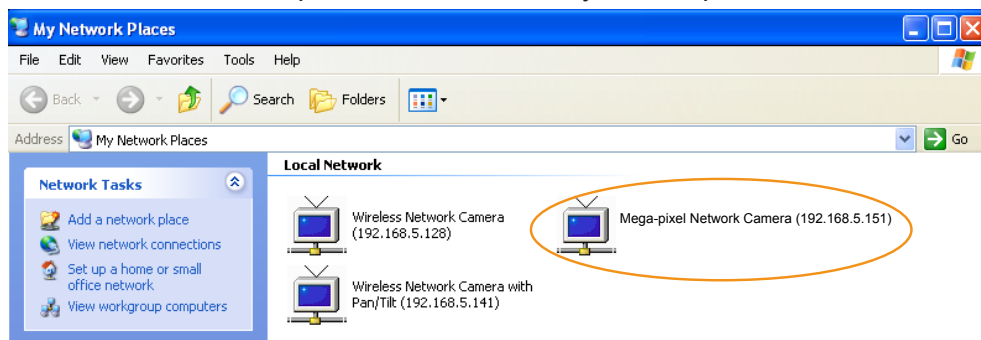 My Network Places
File Edit View Favorites Tools Help
Back Search Folders
Address My Network Places Go
Local Network
Network Tasks
Add a network place
View network connections
Set up a home or small
office network
View workgroup computers
Wireless Network Camera
(192.168.5.128)
Mega-pixel Network Camera (192.168.5.151)
Wireless Network Camera with
Pan/Tilt (192.168.5.141)